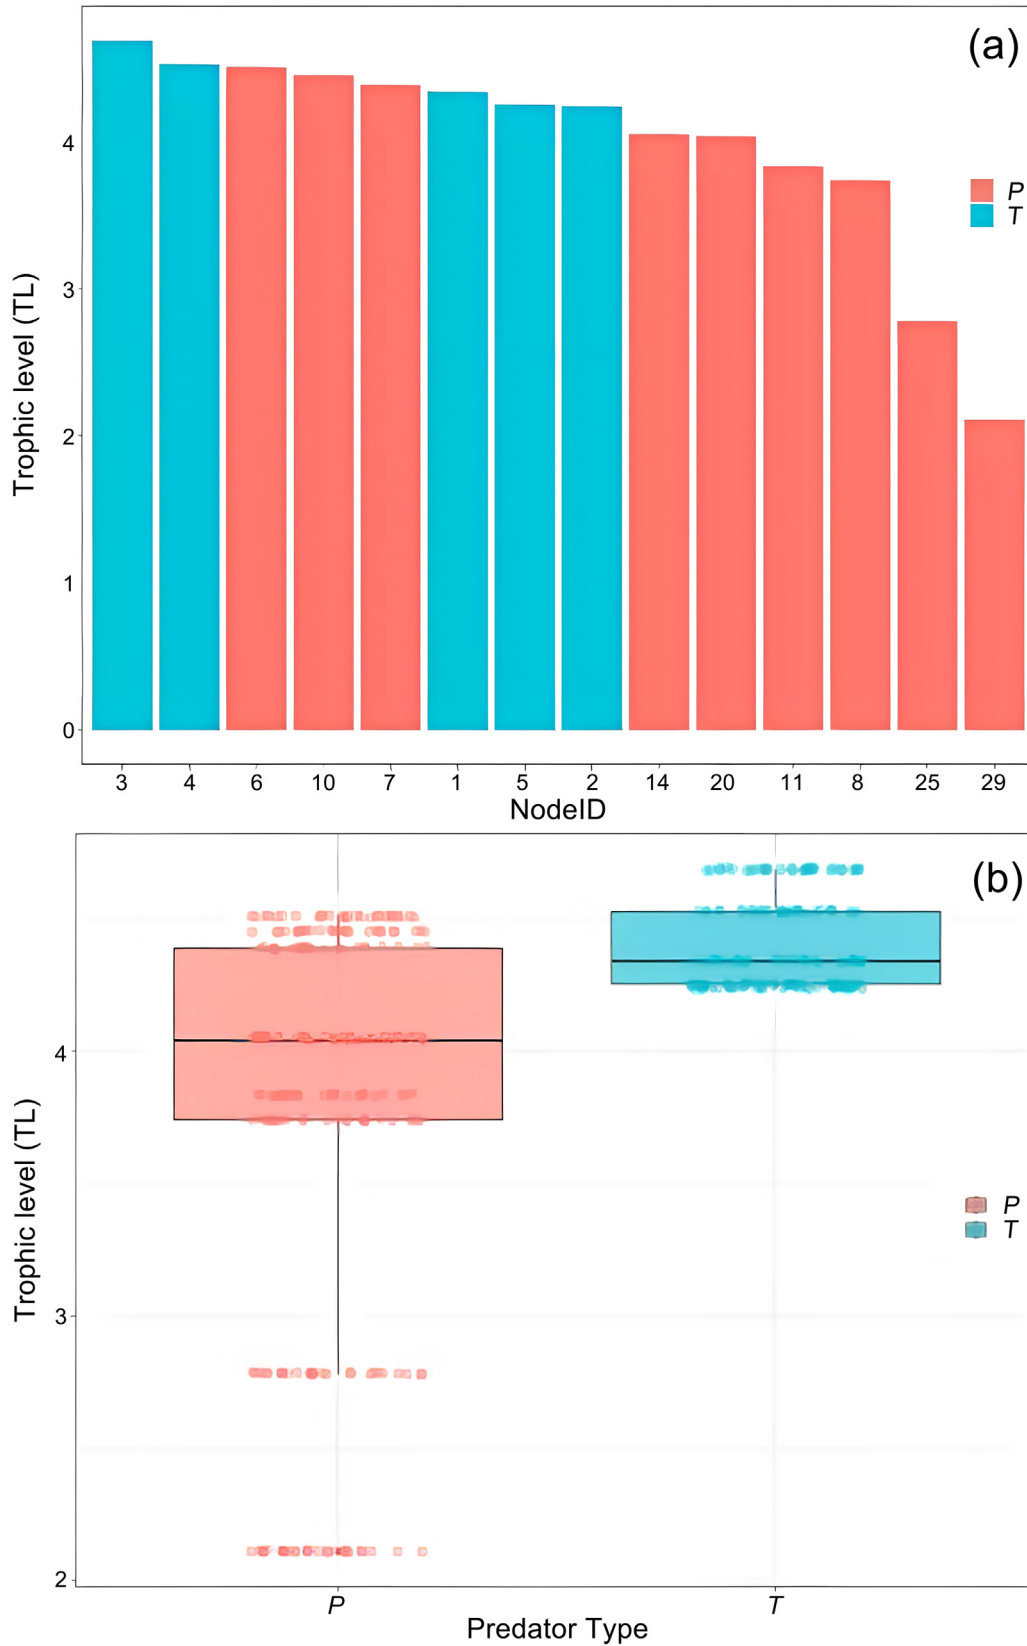 (a)
4
3
2
1
0
Trophic level (TL)
P
T
3 4 6 10 7 1 5 2 14 20 11 8 25 29
NodeID
(b)
4
3
2
Trophic level (TL)
P
T
P T
Predator Type